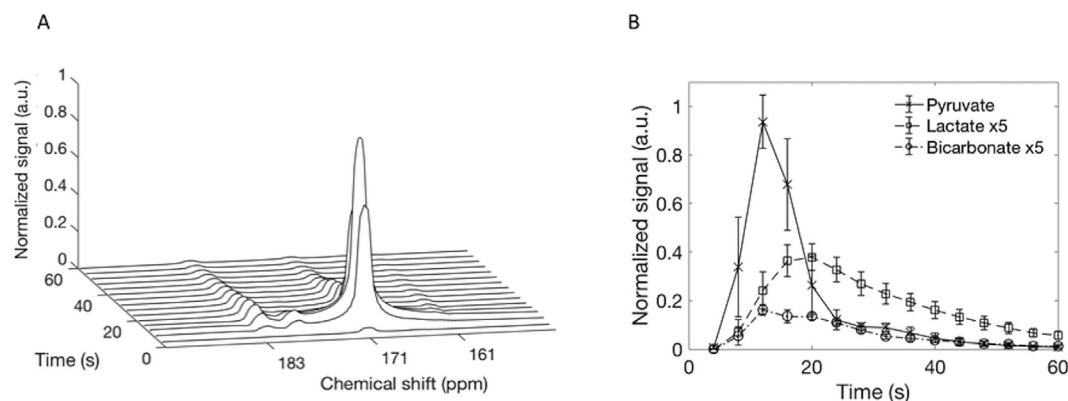 A
B
Normalized signal (a.u.)
1
0.8
0.6
0.4
0.2
0
60
40
20
0
Time (s)
183
171
161
Chemical shift (ppm)
Normalized signal (a.u.)
1
0.8
0.6
0.4
0.2
0
Pyruvate
Lactate x5
Bicarbonate x5
0
20
40
60
Time (s)